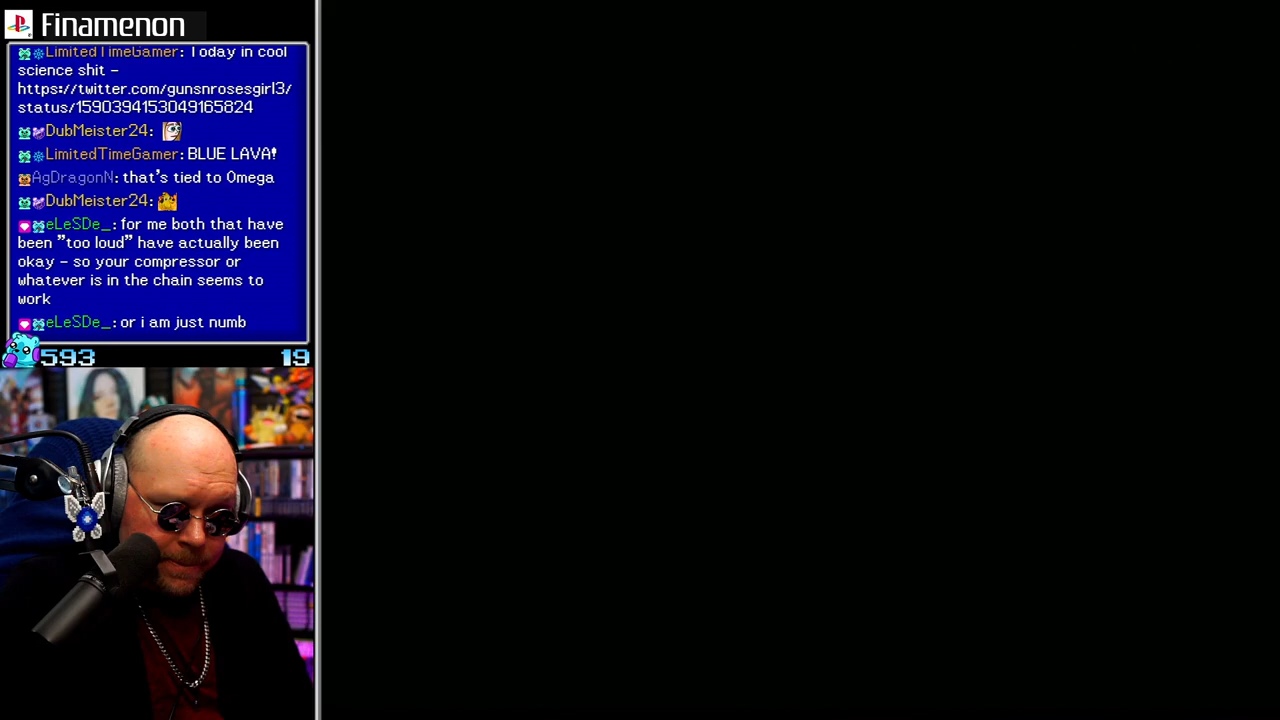 Finamenon
LimitedTimeGamer: Today in cool
science shit -
https://twitter.com/gunsnrosesgirl3/
status/1590394153049165824
DubMeister24:
LimitedTimeGamer: BLUE LAVA!
AgDragonN: that's tied to Omega
DubMeister24:
eLeSDe_: for me both that have
been "too loud" have actually been
okay - so your compressor or
whatever is in the chain seems to
work
eLeSDe_: or i am just numb
593 19